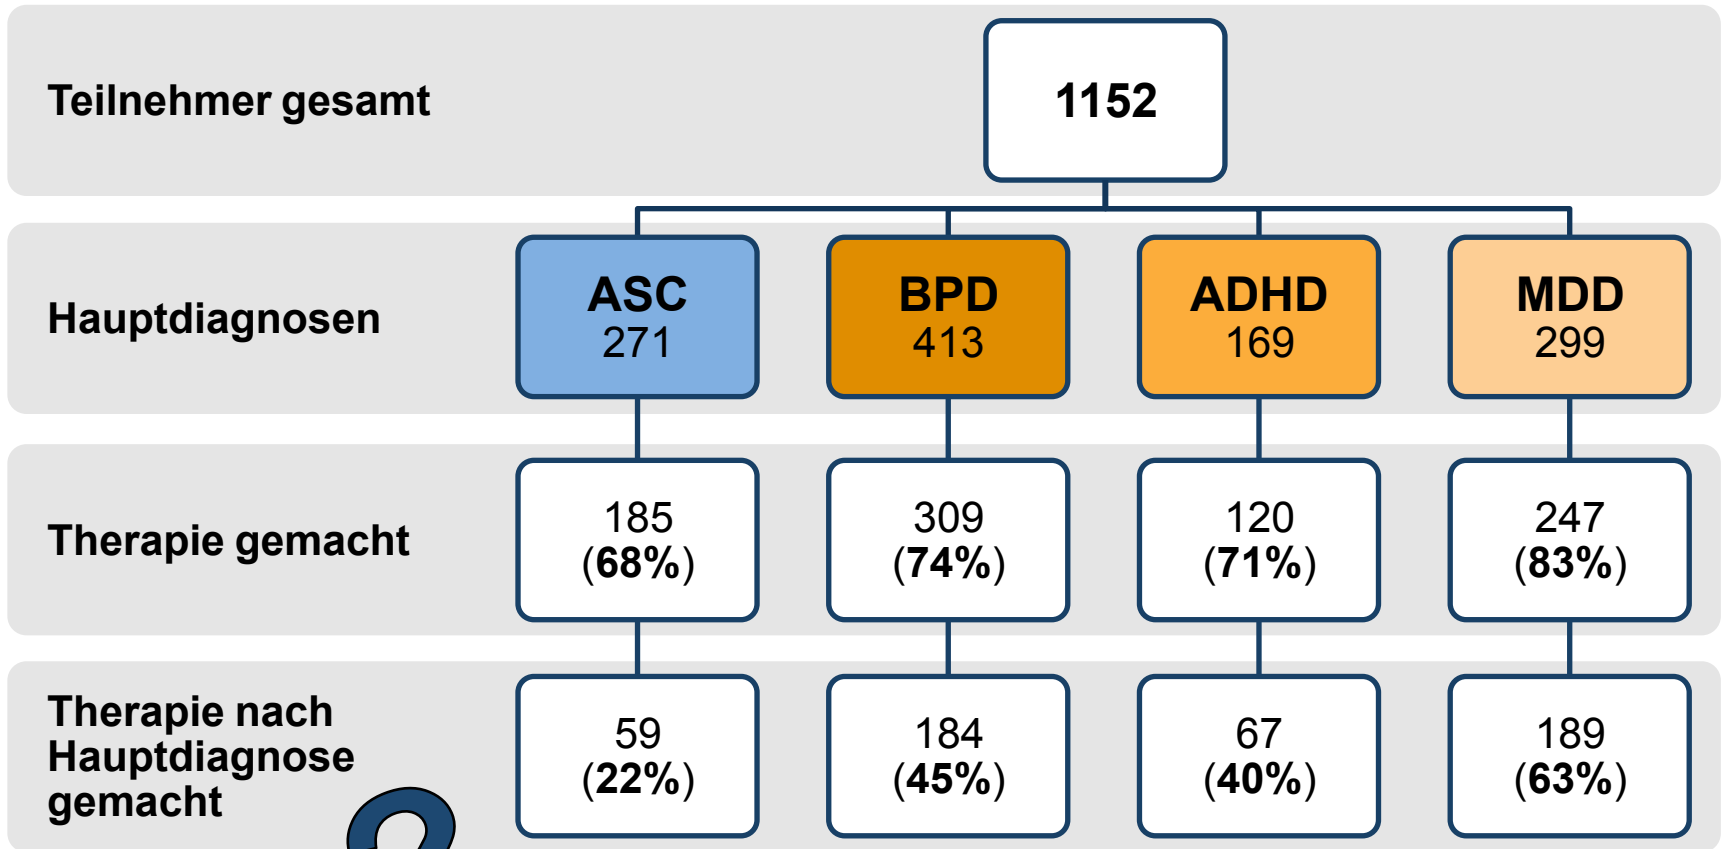 Teilnehmer gesamt
1152
Hauptdiagnosen
ASC
271
BPD
413
ADHD
169
MDD
299
Therapie gemacht
185
(68%)
309
(74%)
120
(71%)
247
(83%)
Therapie nach
Hauptdiagnose
gemacht
59
(22%)
184
(45%)
67
(40%)
189
(63%)